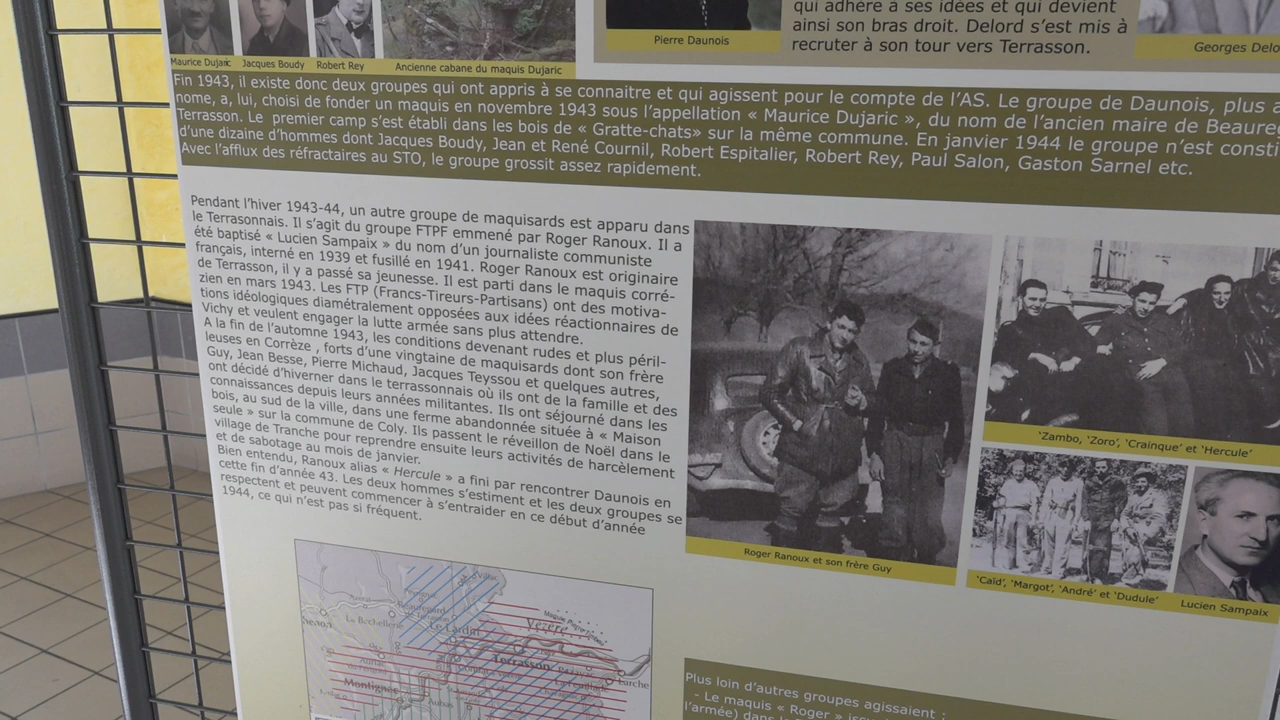 qui adhère à ses idées et qui devient
ainsi son bras droit. Delord s'est mis à
recruter à son tour vers Terrasson.
Pierre Daunois
Georges
Maurice Dujaric
Jacques Boudy
Robert Rey
Ancienne cabane du maquis Dujaric
Fin 1943, il existe donc deux groupes qui ont appris à se connaitre et qui agissent pour le compte de l'AS. Le groupe de Daunois, plus
nome, a, lui, choisi de fonder un maquis en novembre 1943 sous l'appellation « Maurice Dujaric », du nom de l'ancien maire de
Terrasson. Le premier camp s'est établi dans les bois de « Gratte-chats» sur la même commune. En janvier 1944 le groupe n'est
d'une dizaine d'hommes dont Jacques Boudy, Jean et René Cournil, Robert Espitalier, Robert Rey, Paul Salon, Gaston Sarnel etc.
Avec l'afflux des réfractaires au STO, le groupe grossit assez rapidement.
Pendant l'hiver 1943-44, un autre groupe de maquisards est apparu dans
le Terrasonnais. Il s'agit du groupe FTPF emmené par Roger Ranoux. Il a
été baptisé « Lucien Sampaix » du nom d'un journaliste communiste
français, interné en 1939 et fusillé en 1941. Roger Ranoux est originaire
de Terrasson, il y a passé sa jeunesse. Il est parti dans le maquis corré-
zien en mars 1943. Les FTP (Francs-Tireurs-Partisans) ont des motiva-
tions idéologiques diamétralement opposées aux idées réactionnaires de
Vichy et veulent engager la lutte armée sans plus attendre.
A la fin de l'automne 1943, les conditions devenant rudes et plus péril-
leuses en Corrèze , forts d'une vingtaine de maquisards dont son frère
Guy, Jean Besse, Pierre Michaud, Jacques Teyssou et quelques autres,
ont décidé d'hiverner dans le terrassonnais où ils ont de la famille et des
connaissances depuis leurs années militantes. Ils ont séjourné dans les
bois, au sud de la ville, dans une ferme abandonnée située à « Maison
seule » sur la commune de Coly. Ils passent le réveillon de Noël dans le
village de Tranche pour reprendre ensuite leurs activités de harcèlement
et de sabotage au mois de janvier.
Bien entendu, Ranoux alias « Hercule » a fini par rencontrer Daunois en
cette fin d'année 43. Les deux hommes s'estiment et les deux groupes se
respectent et peuvent commencer à s'entraider en ce début d'année
1944, ce qui n'est pas si fréquent.
Roger Ranoux et son frère Guy
'Zambo, 'Zoro', 'Crainque' et 'Hercule'
'Caïd', 'Margot', 'André' et 'Dudule'
Lucien Sampaix
Beauregard
La Bachellerie
Le Lardin
Vézère
Terrasson
Larche
Montignac
Plus loin d'autres groupes agissaient :
- Le maquis « Roger »
l'armée) dans